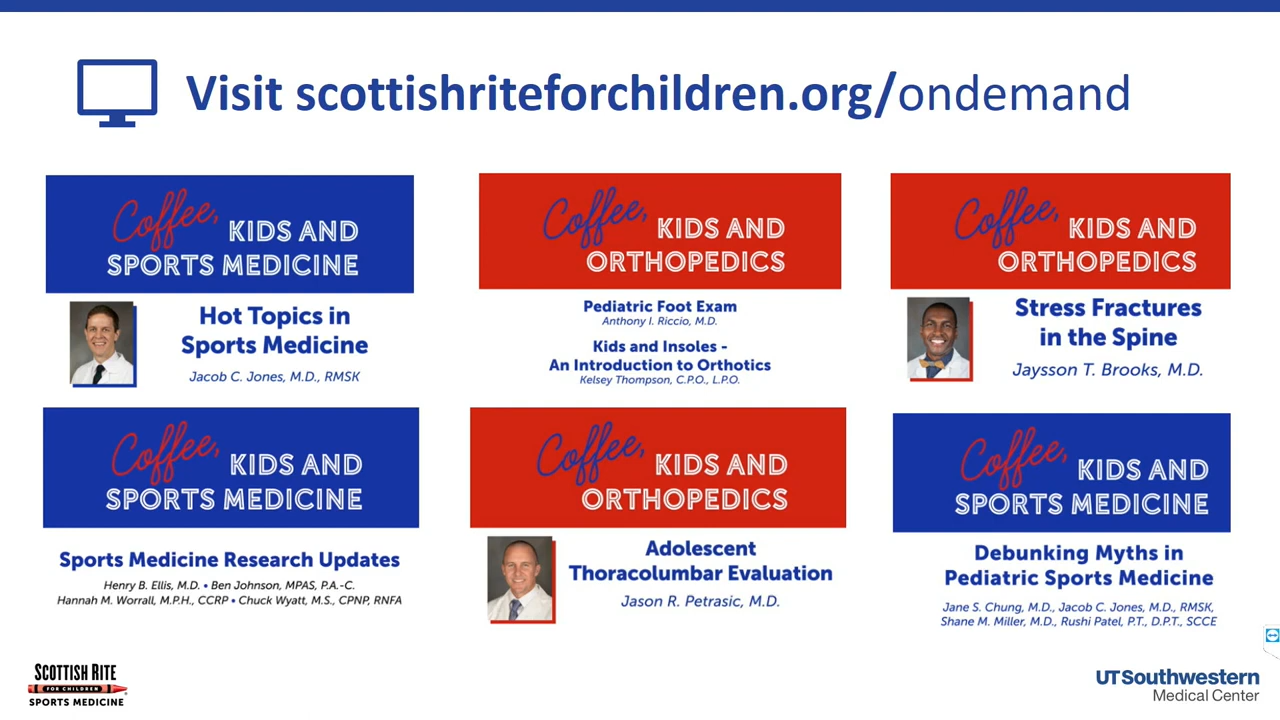 Visit scottishriteforchildren.org/ondemand
Coffee, KIDS AND
SPORTS MEDICINE
Hot Topics in
Sports Medicine
Jacob C. Jones, M.D., RMSK
Coffee, KIDS AND
ORTHOPEDICS
Pediatric Foot Exam
Anthony I. Riccio, M.D.
Kids and Insoles -
An Introduction to Orthotics
Kelsey Thompson, C.P.O., L.P.O.
Coffee, KIDS AND
ORTHOPEDICS
Stress Fractures
in the Spine
Jaysson T. Brooks, M.D.
Coffee, KIDS AND
SPORTS MEDICINE
Sports Medicine Research Updates
Henry B. Ellis, M.D. • Ben Johnson, MPAS, P.A.-C.
Hannah M. Worrall, M.P.H., CCRP • Chuck Wyatt, M.S., CPNP, RNFA
Coffee, KIDS AND
ORTHOPEDICS
Adolescent
Thoracolumbar Evaluation
Jason R. Petrasic, M.D.
Coffee, KIDS AND
SPORTS MEDICINE
Debunking Myths in
Pediatric Sports Medicine
Jane S. Chung, M.D., Jacob C. Jones, M.D., RMSK,
Shane M. Miller, M.D., Rushi Patel, P.T., D.P.T., SCCE
SCOTTISH RITE
FOR CHILDREN
SPORTS MEDICINE
UTSouthwestern
Medical Center